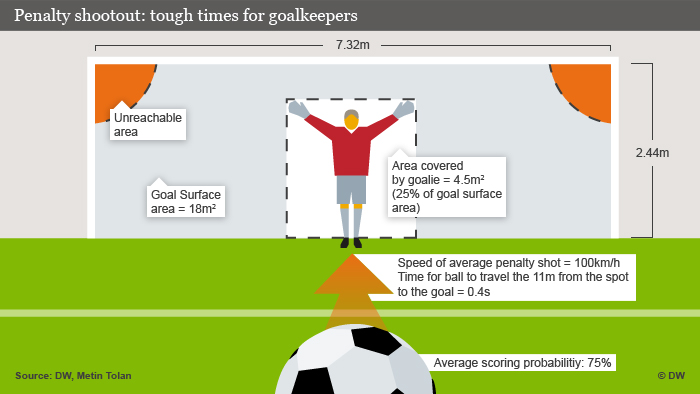 Penalty shootout: tough times for goalkeepers
7.32m
2.44m
Unreachable
area
Area covered
by goalie = 4.5m²
(25% of goal surface
area)
Goal Surface
area = 18m²
Speed of average penalty shot = 100km/h
Time for ball to travel the 11m from the spot
to the goal = 0.4s
Average scoring probabilitiy: 75%
Source: DW, Metin Tolan
© DW